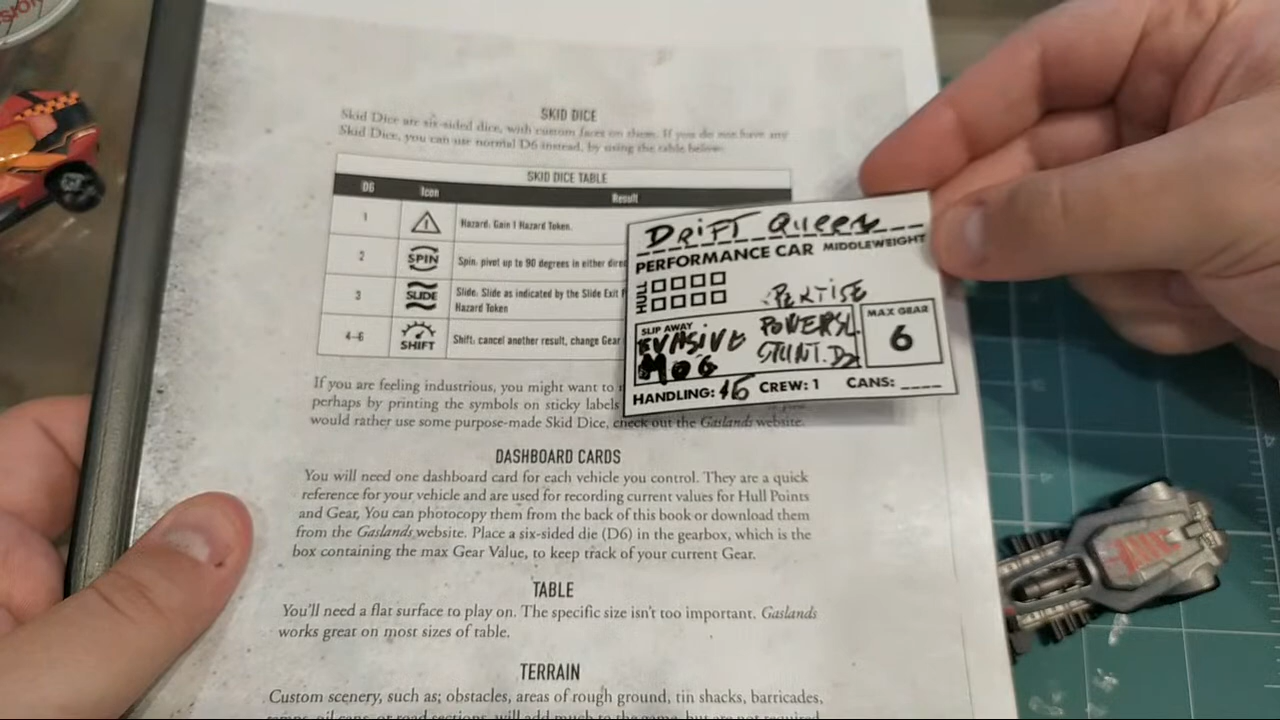 SKID DICE
Skid Dice are six-sided dice, with custom faces on them. If you do not have any
Skid Dice, you can use normal D6 instead, by using the table below:
SKID DICE TABLE
D6 Icon Result
1 Hazard. Gain 1 Hazard Token.
2 SPIN Spin, pivot up to 90 degrees in either
3 SLIDE Slide. Slide as indicated by the Slide Exit
Hazard Token
4-6 SHIFT Shift, cancel another result, change Gear
If you are feeling industrious, you might want to
perhaps by printing the symbols on sticky labels
would rather use some purpose-made Skid Dice, check out the Gaslands website.
DRIFT QUEEN
PERFORMANCE CAR MIDDLEWEIGHT
HULL
PERTISE
SLIP AWAY
EVASIVE
POWERSL.
STUNT.
MAX GEAR
6
HANDLING: CREW: 1 CANS: ____
DASHBOARD CARDS
You will need one dashboard card for each vehicle you control. They are a quick
reference for your vehicle and are used for recording current values for Hull Points
and Gear, You can photocopy them from the back of this book or download them
from the Gaslands website. Place a six-sided die (D6) in the gearbox, which is the
box containing the max Gear Value, to keep track of your current Gear.
TABLE
You'll need a flat surface to play on. The specific size isn't too important. Gaslands
works great on most sizes of table.
TERRAIN
Custom scenery, such as; obstacles, areas of rough ground, tin shacks, barricades,